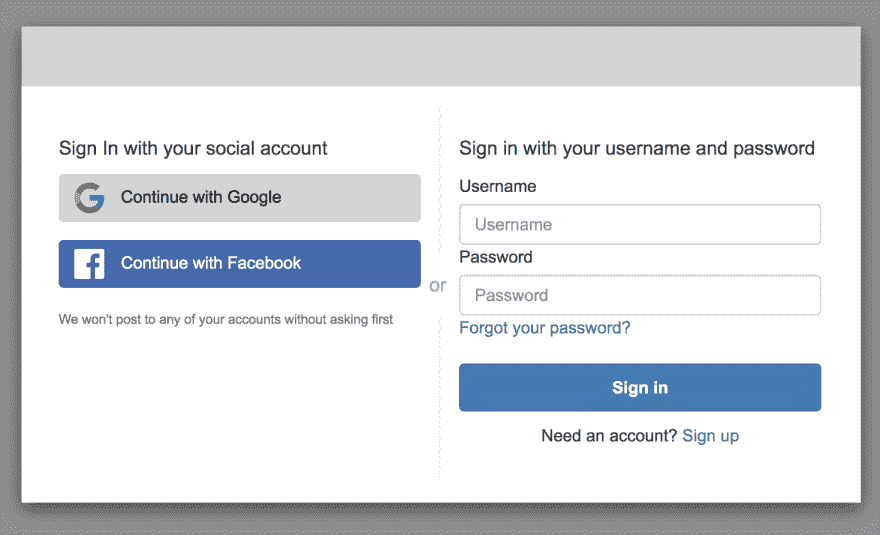 Sign In with your social account
Continue with Google
Continue with Facebook
We won't post to any of your accounts without asking first
or
Sign in with your username and password
Username
Username
Password
Password
Forgot your password?
Sign in
Need an account? Sign up